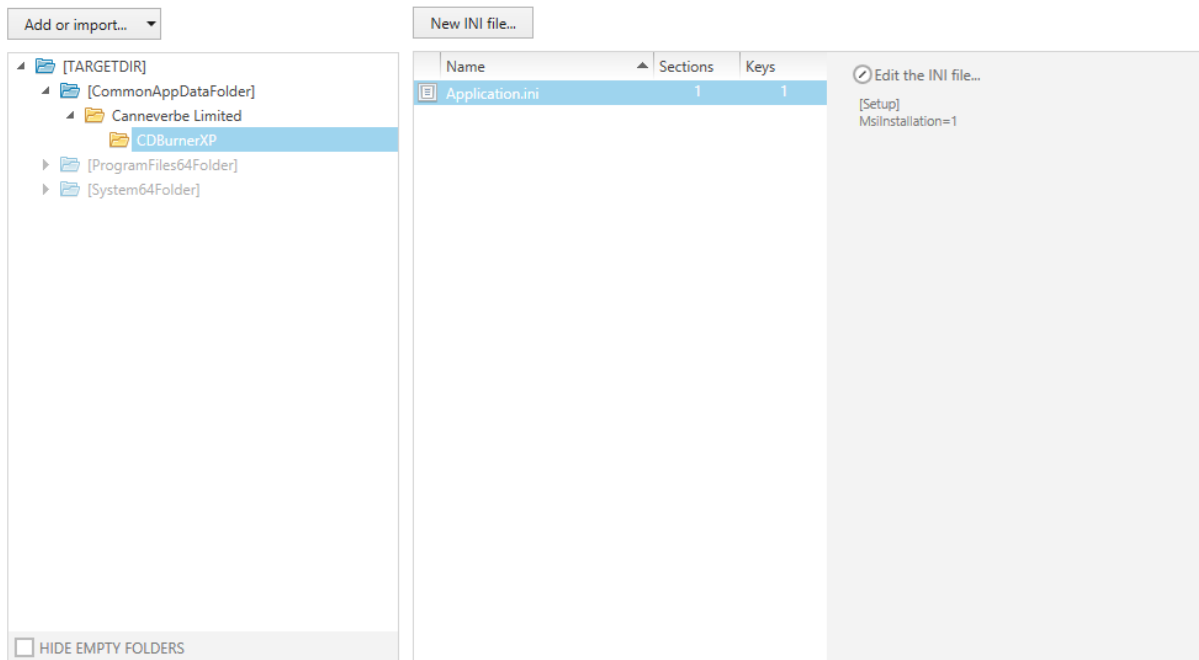 Add or import...
New INI file...
[TARGETDIR]
[CommonAppDataFolder]
Canneverbe Limited
CDBurnerXP
[ProgramFiles64Folder]
[System64Folder]
HIDE EMPTY FOLDERS
Name Sections Keys
Application.ini 1 1
Edit the INI file...
[Setup]
MsiInstallation=1